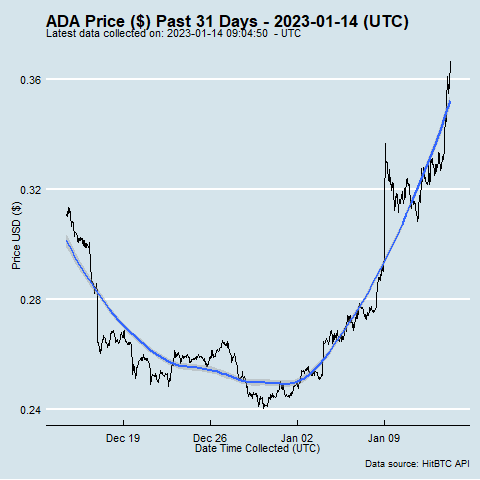 ADA Price ($) Past 31 Days - 2023-01-14 (UTC)
Latest data collected on: 2023-01-14 09:04:50  - UTC
0.36
0.32
0.28
0.24
Price USD ($)
Dec 19
Dec 26
Jan 02
Jan 09
Date Time Collected (UTC)
Data source: HitBTC API